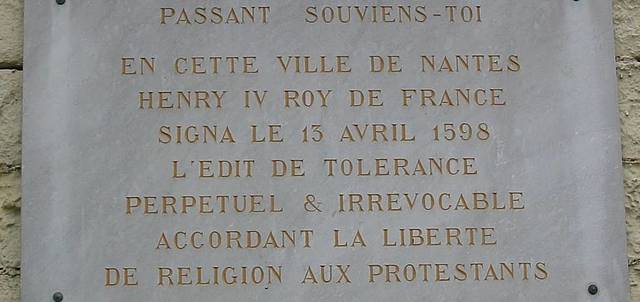 PASSANT SOUVIENS-TOI
EN CETTE VILLE DE NANTES
HENRY IV ROY DE FRANCE
SIGNA LE 13 AVRIL 1598
L'EDIT DE TOLERANCE
PERPETUEL & IRREVOCABLE
ACCORDANT LA LIBERTE
DE RELIGION AUX PROTESTANTS